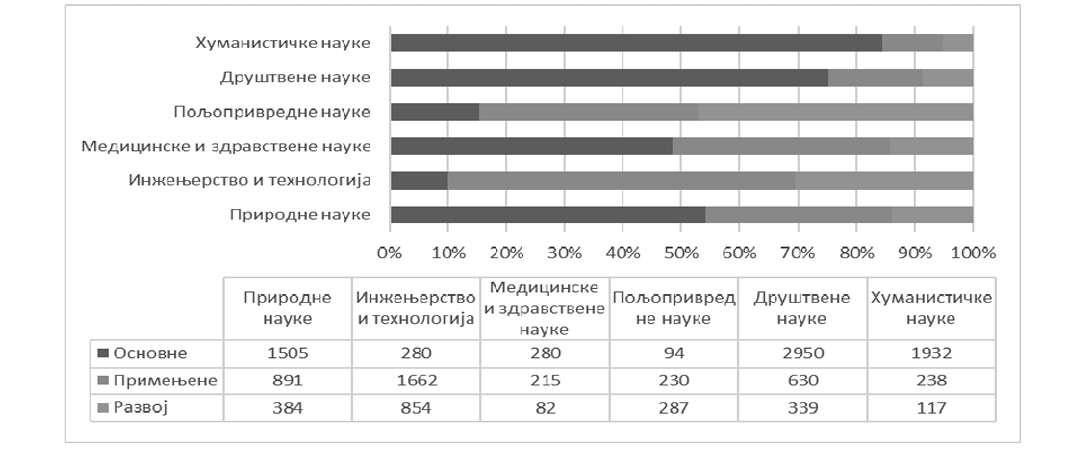 Хуманистичке науке
Друштвене науке
Пољопривредне науке
Медицинске и здравствене науке
Инжењерство и технологија
Природне науке
0% 10% 20% 30% 40% 50% 60% 70% 80% 90% 100%
Природне науке Инжењерство и технологија Медицинске и здравствене науке Пољопривред не науке Друштвене науке Хуманистичке науке
Основне 1505 280 280 94 2950 1932
Примењене 891 1662 215 230 630 238
Развој 384 854 82 287 339 117